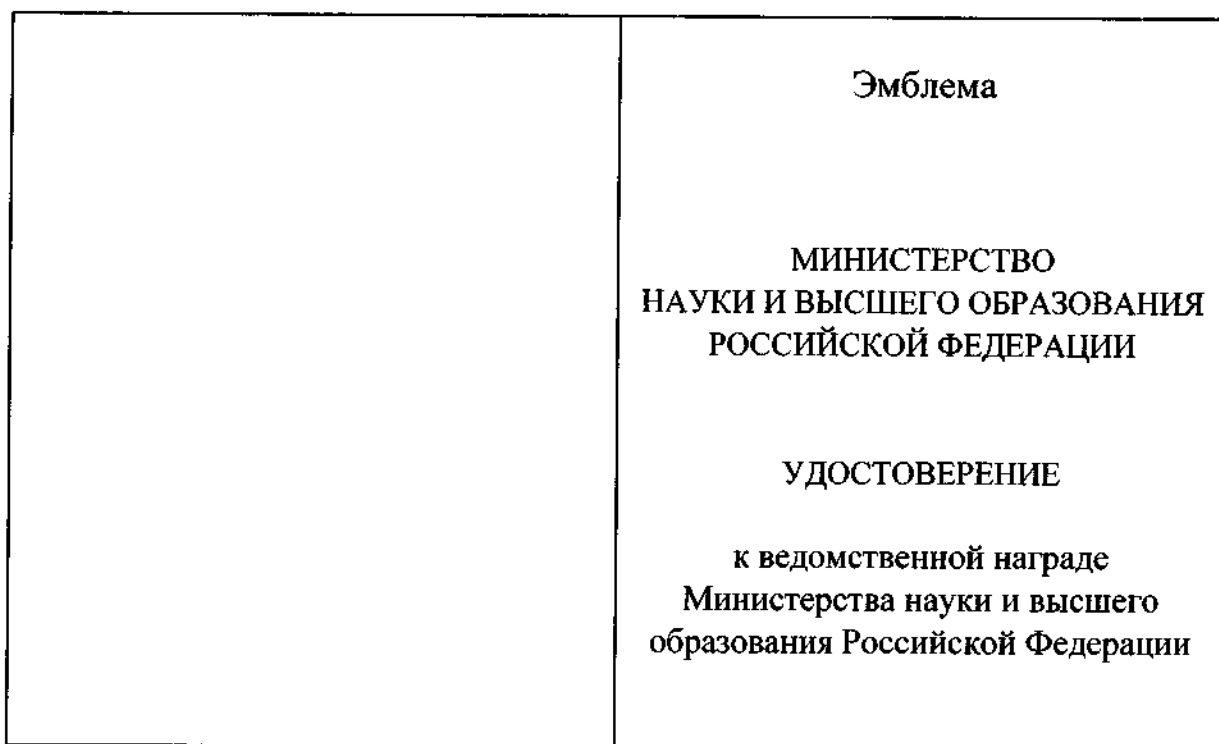 Эмблема
МИНИСТЕРСТВО
НАУКИ И ВЫСШЕГО ОБРАЗОВАНИЯ
РОССИЙСКОЙ ФЕДЕРАЦИИ
УДОСТОВЕРЕНИЕ
к ведомственной награде
Министерства науки и высшего
образования Российской Федерации